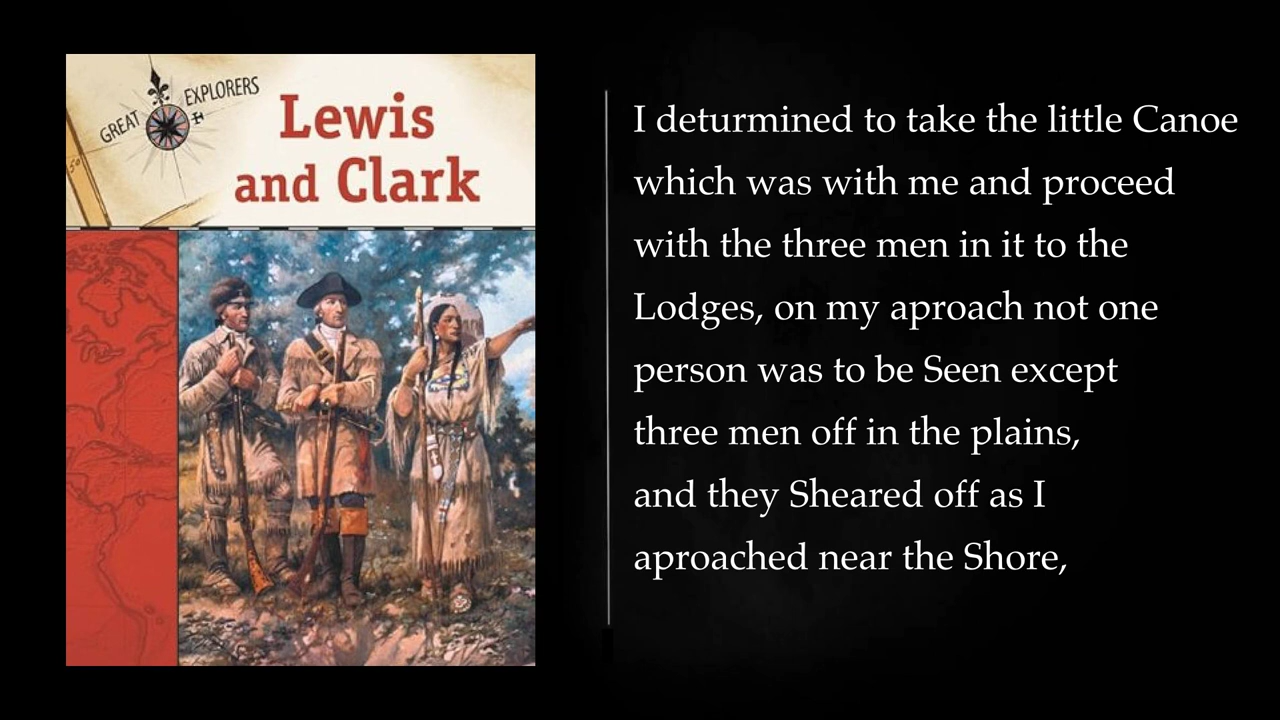 GREAT EXPLORERS
Lewis
and Clark
I deturmined to take the little Canoe
which was with me and proceed
with the three men in it to the
Lodges, on my aproach not one
person was to be Seen except
three men off in the plains,
and they Sheared off as I
aproached near the Shore,